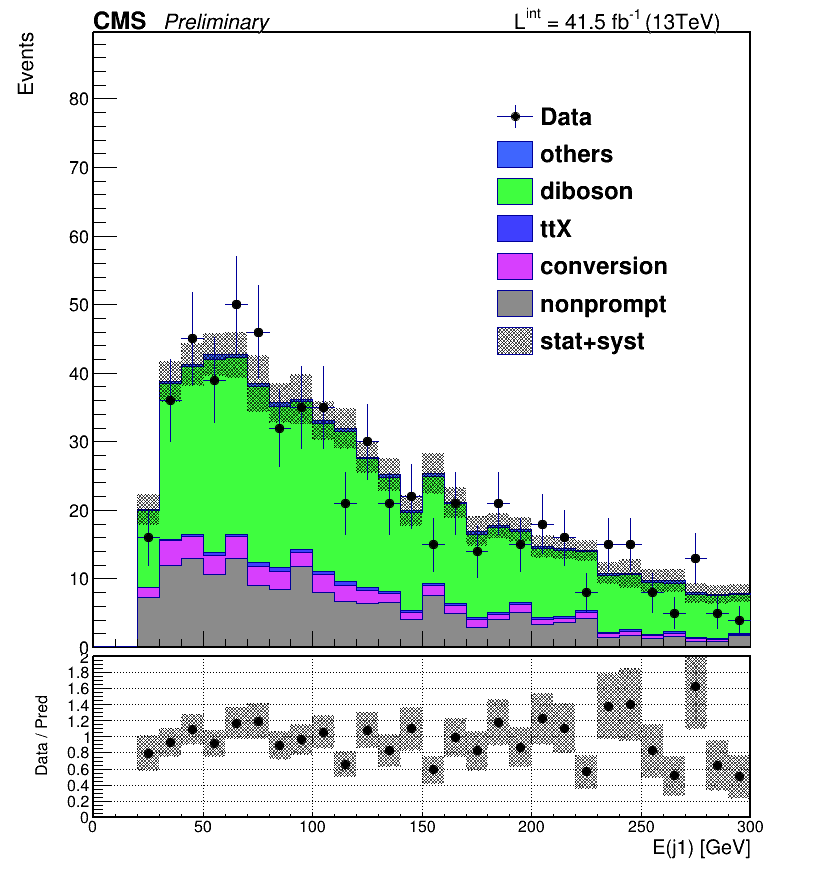 CMS Preliminary L^int = 41.5 fb^-1 (13TeV)
Events
80
70
60
50
40
30
20
10
0
Data
others
diboson
ttX
conversion
nonprompt
stat+syst
Data / Pred
2
1.8
1.6
1.4
1.2
1
0.8
0.6
0.4
0.2
0
0 50 100 150 200 250 300
E(j1) [GeV]